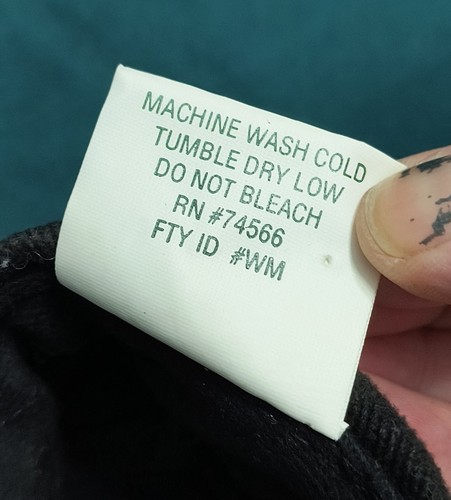 MACHINE WASH COLD
TUMBLE DRY LOW
DO NOT BLEACH
RN #74566
FTY ID #WM